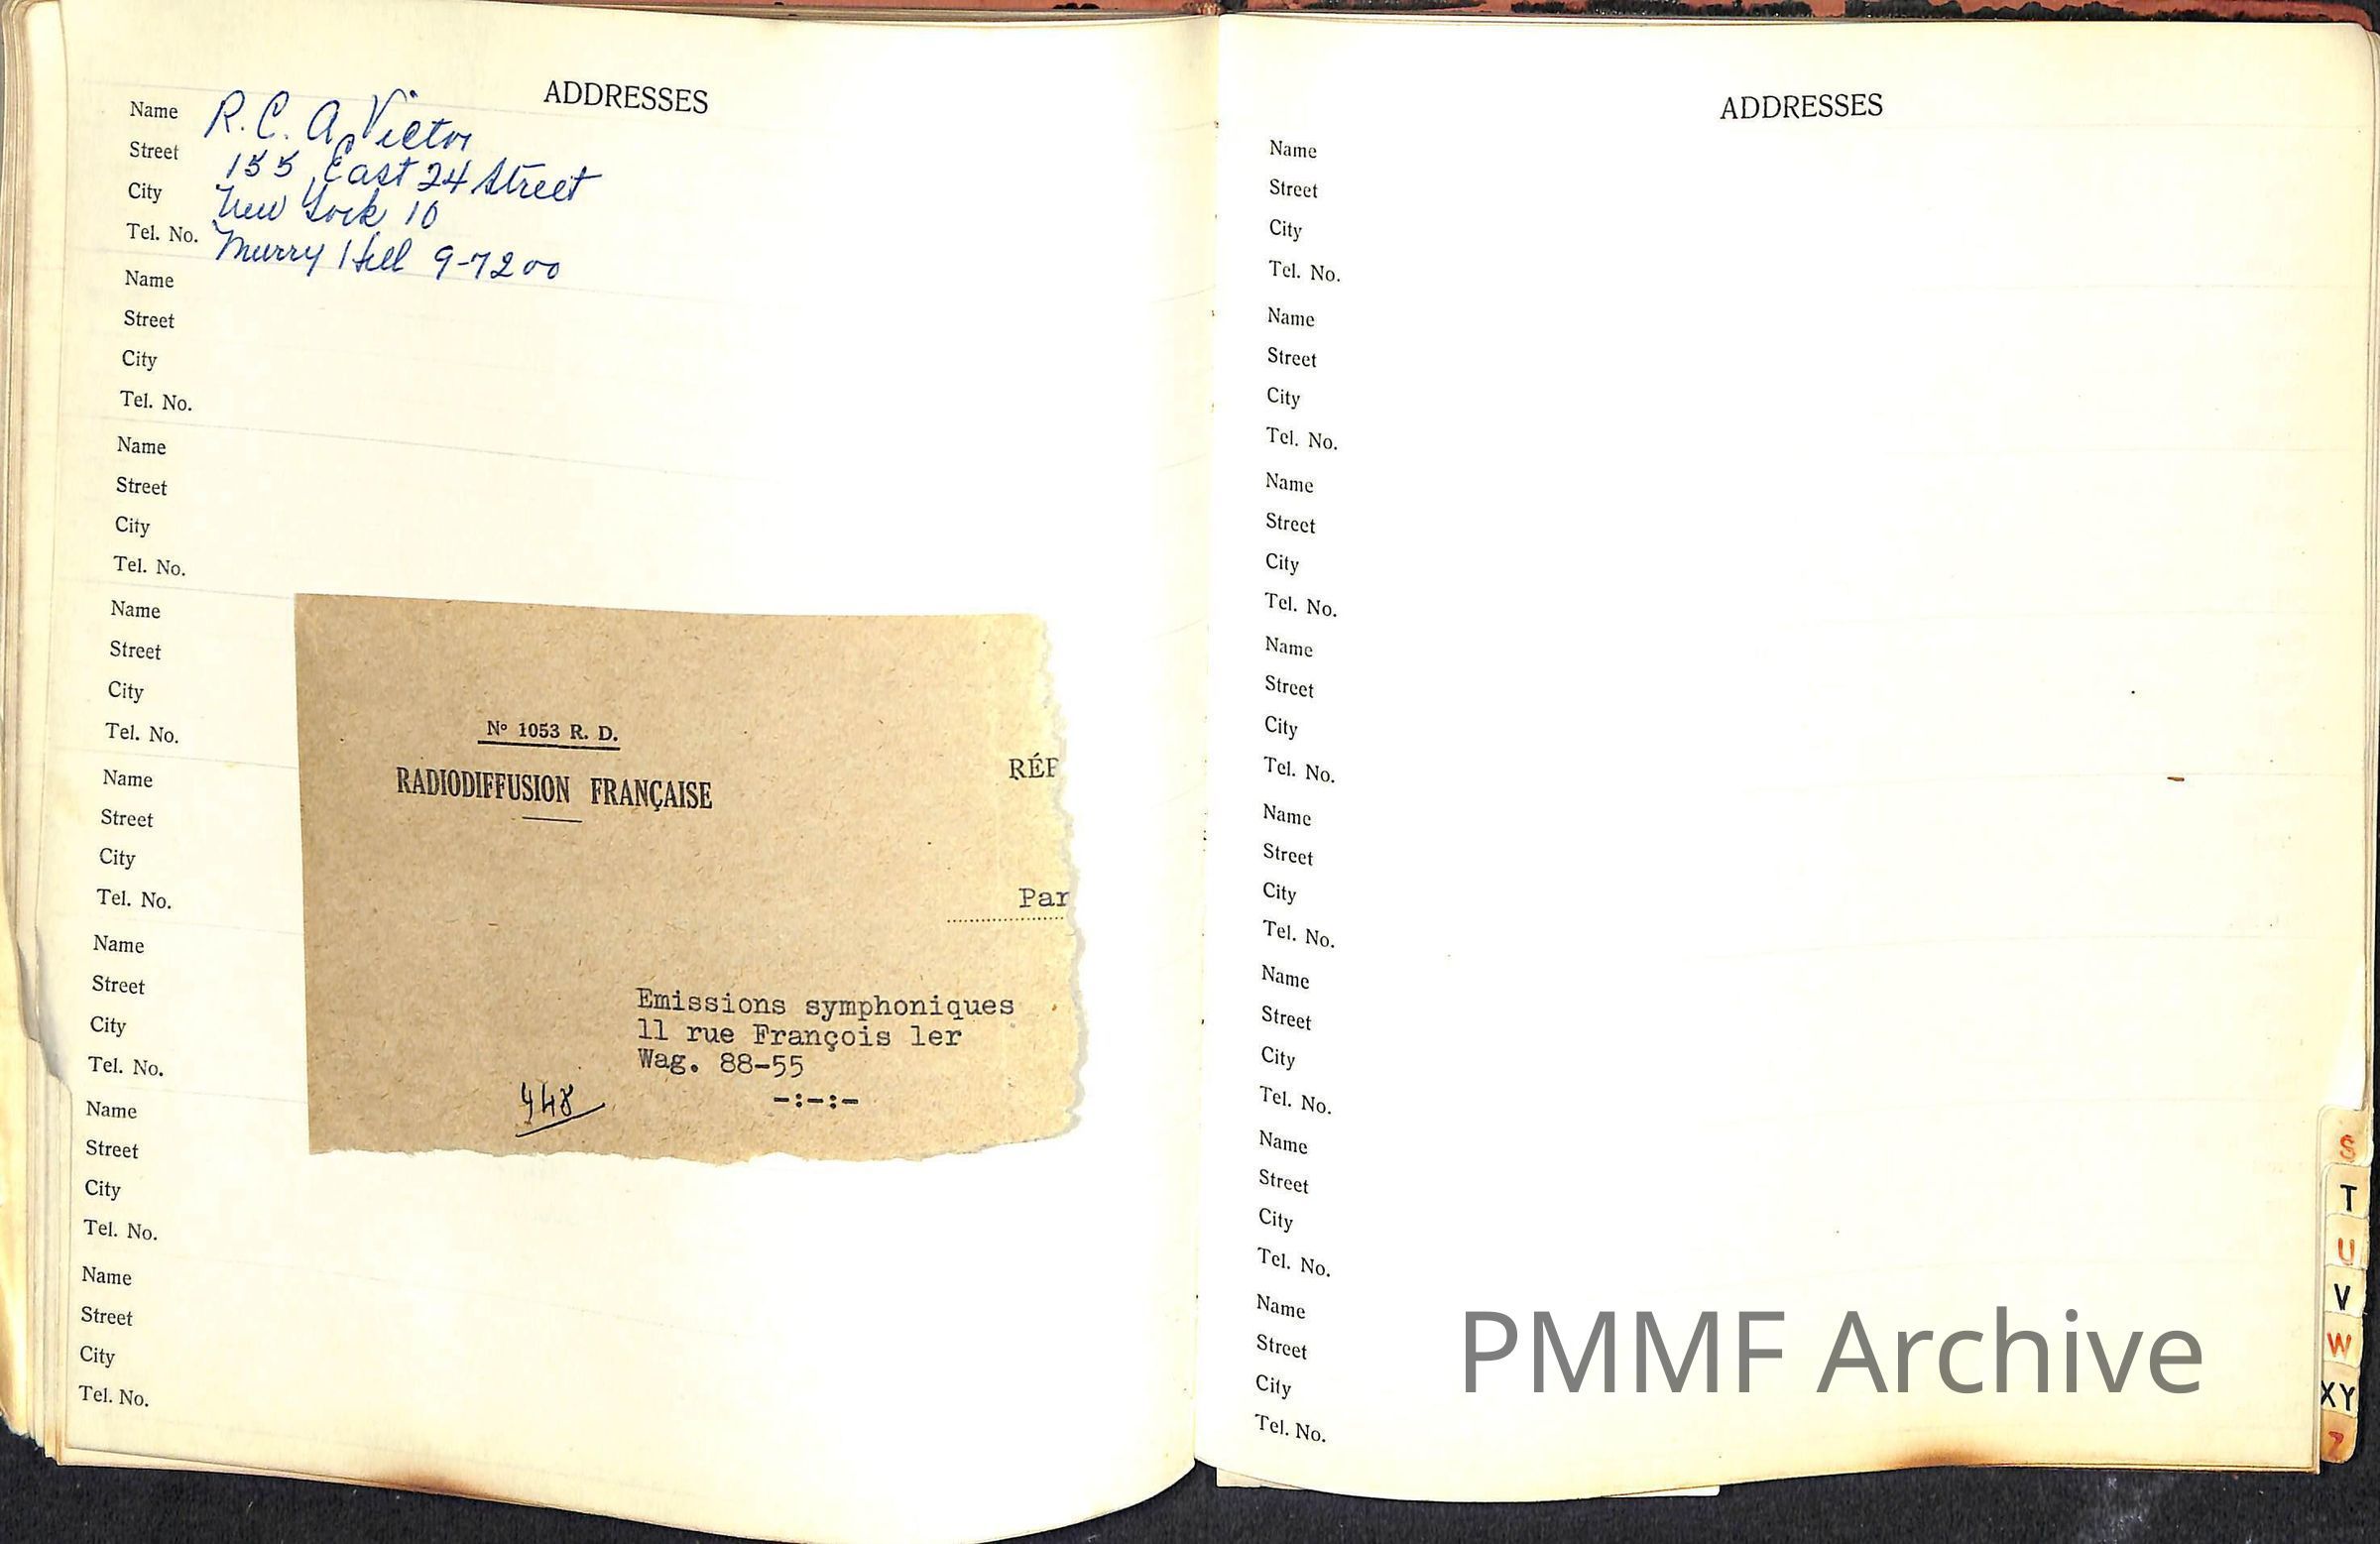 ADDRESSES
Name R.C.A. Victor
Street 155 East 24 Street
City New York 10
Tel. No. Murry Hill 9-7200
Name
Street
City
Tel. No.
Name
Street
City
Tel. No.
Name
Street
City
Tel. No.
Name
Street
City
Tel. No.
Name
Street
City
Tel. No.
Name
Street
City
Tel. No.
Name
Street
City
Tel. No.
No 1053 R. D.
RADIODIFFUSION FRANÇAISE
RÉP
Par
Emissions symphoniques
11 rue François 1er
Wag. 88-55
-:-:-
448
ADDRESSES
Name
Street
City
Tel. No.
Name
Street
City
Tel. No.
Name
Street
City
Tel. No.
Name
Street
City
Tel. No.
Name
Street
City
Tel. No.
Name
Street
City
Tel. No.
Name
Street
City
Tel. No.
Name
Street
City
Tel. No.
S
T
U
V
W
XY
Z
PMMF Archive